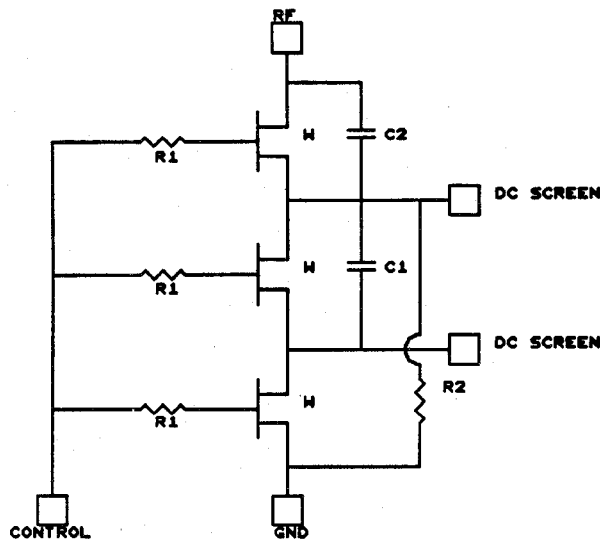 RF
W
C2
R1
DC SCREEN
W
C1
R1
DC SCREEN
R2
W
R1
CONTROL
GND